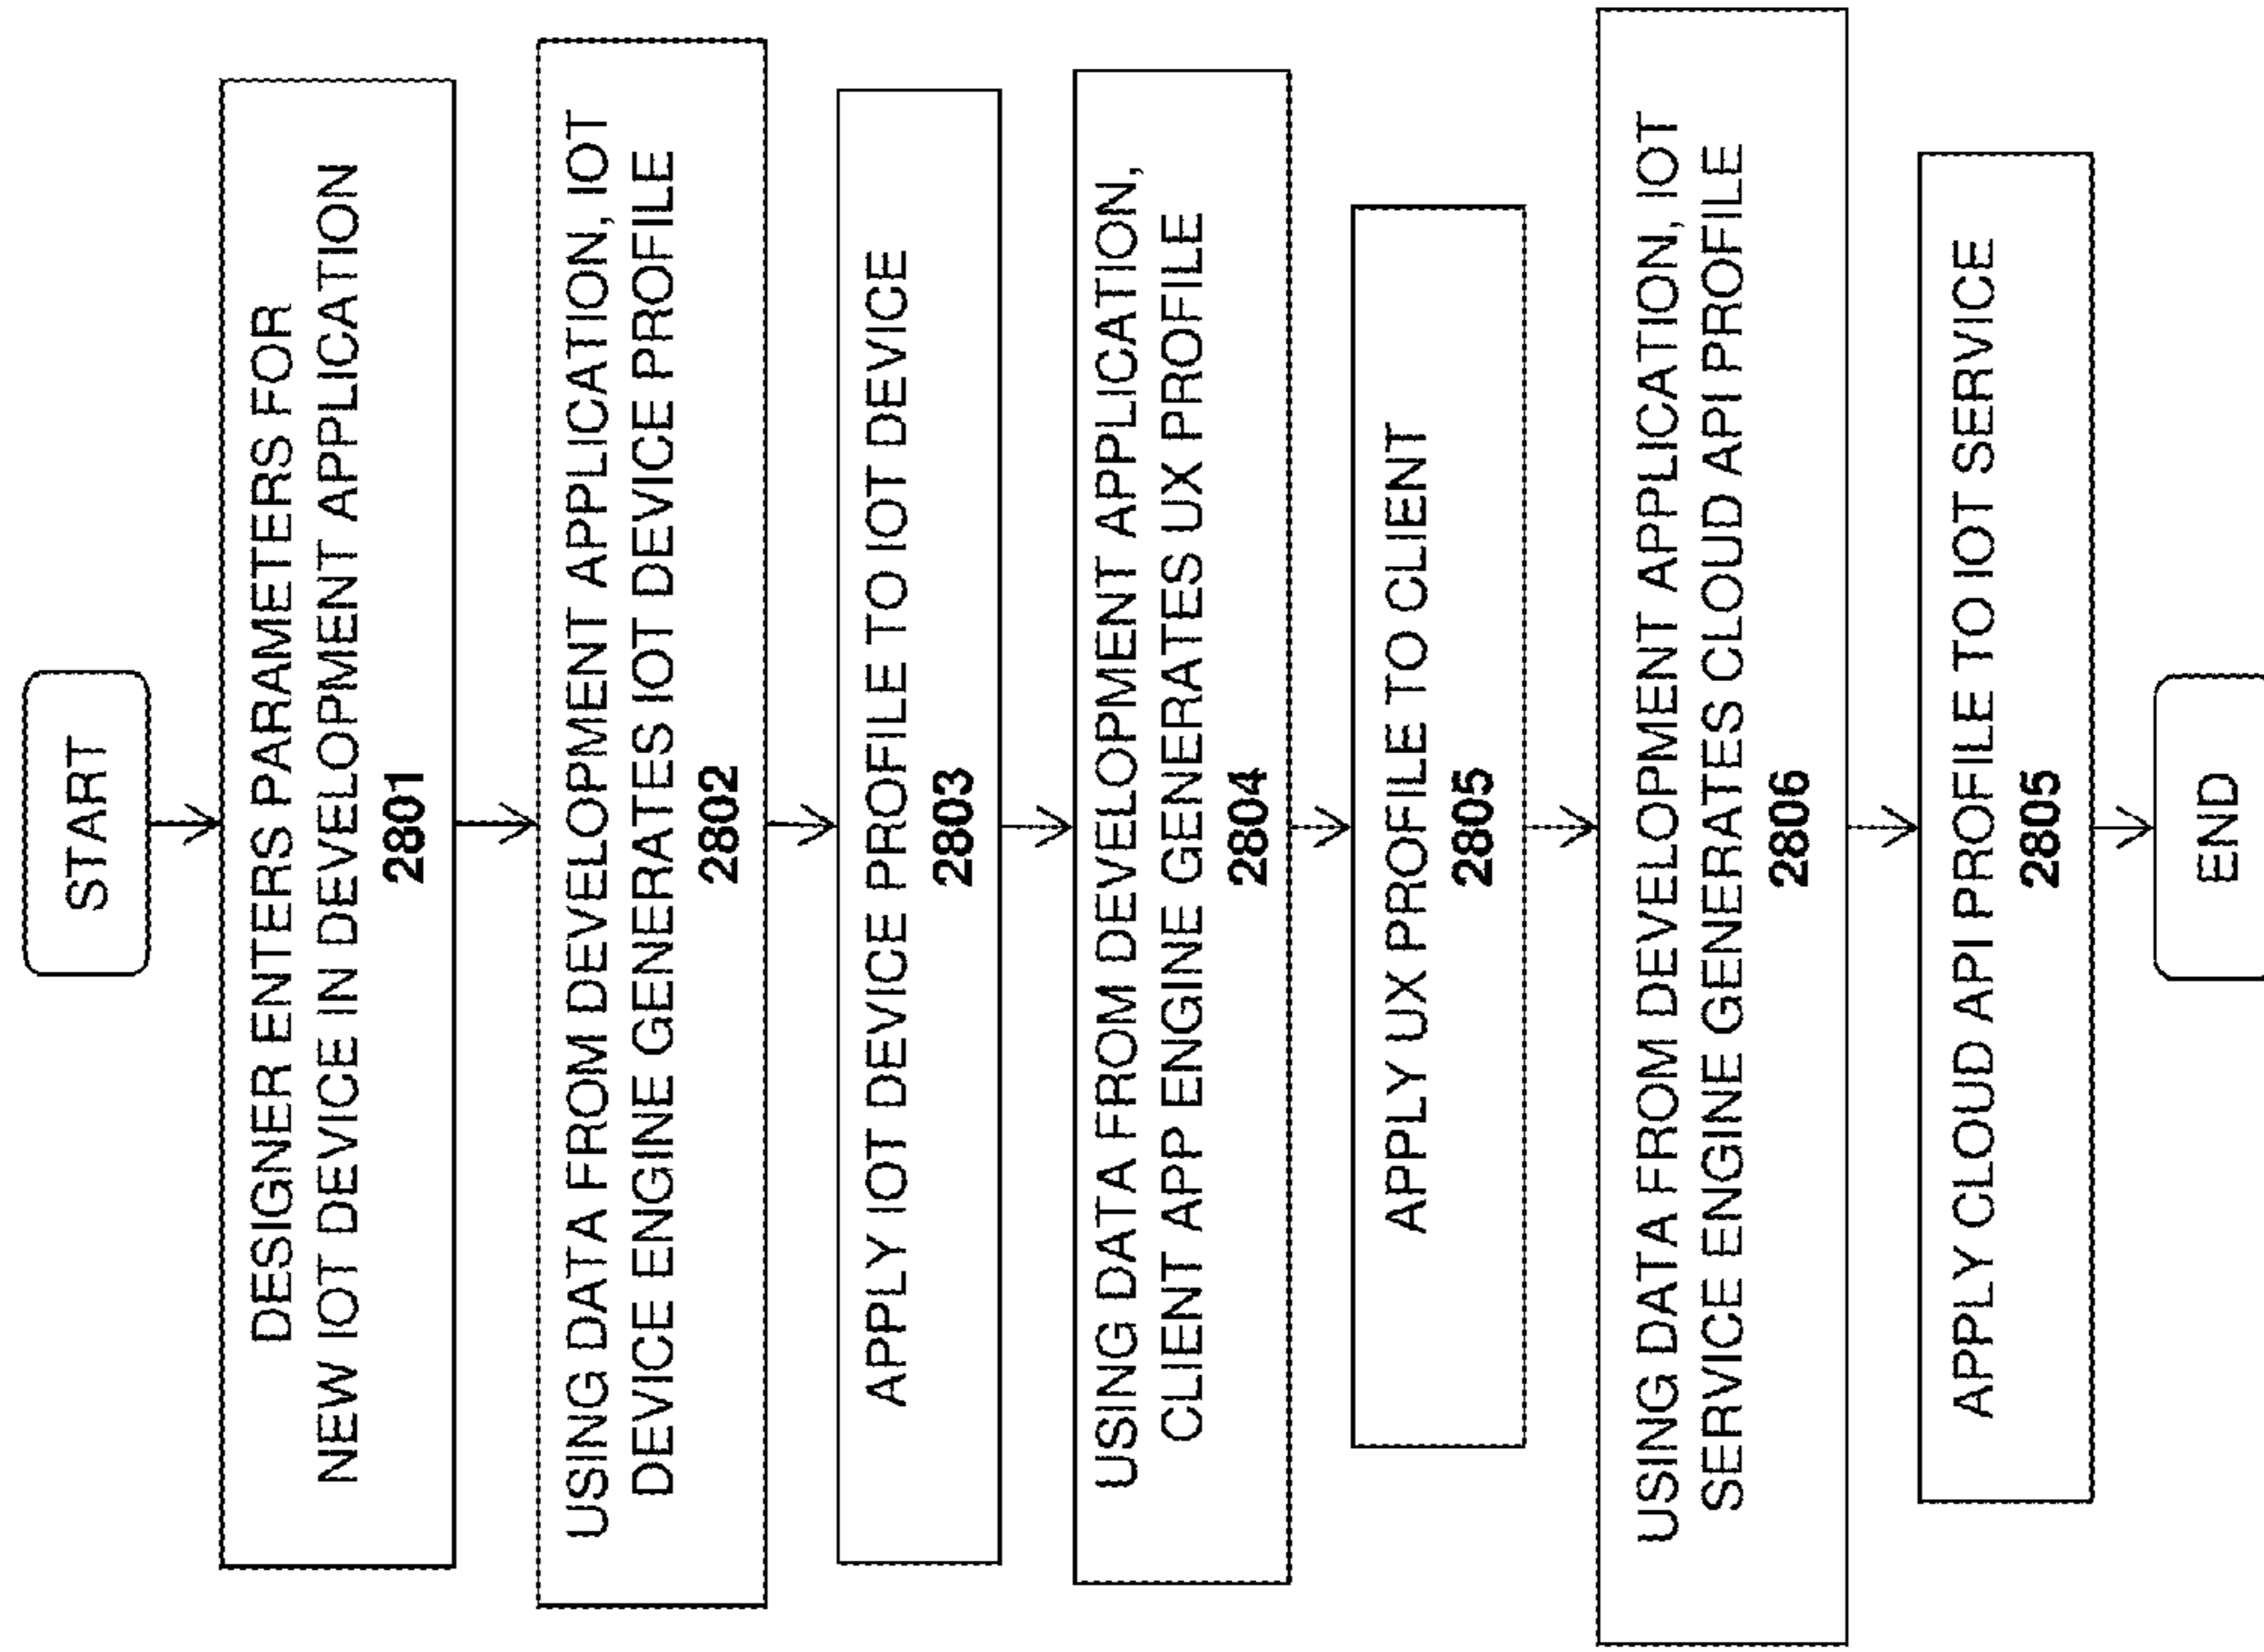 START
DESIGNER ENTERS PARAMETERS FOR
NEW IOT DEVICE IN DEVELOPMENT APPLICATION
2801
USING DATA FROM DEVELOPMENT APPLICATION, IOT
DEVICE ENGINE GENERATES IOT DEVICE PROFILE
2802
APPLY IOT DEVICE PROFILE TO IOT DEVICE
2803
USING DATA FROM DEVELOPMENT APPLICATION,
CLIENT APP ENGINE GENERATES UX PROFILE
2804
APPLY UX PROFILE TO CLIENT
2805
USING DATA FROM DEVELOPMENT APPLICATION, IOT
SERVICE ENGINE GENERATES CLOUD API PROFILE
2806
APPLY CLOUD API PROFILE TO IOT SERVICE
2805
END